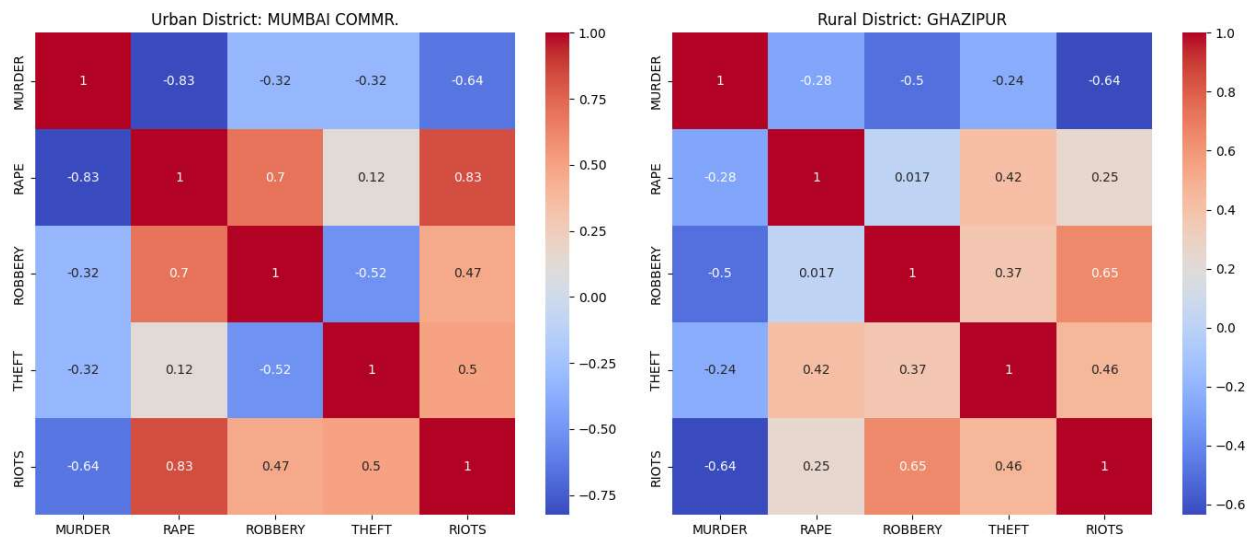 Urban District: MUMBAI COMMR.
MURDER 1 -0.83 -0.32 -0.32 -0.64
RAPE -0.83 1 0.7 0.12 0.83
ROBBERY -0.32 0.7 1 -0.52 0.47
THEFT -0.32 0.12 -0.52 1 0.5
RIOTS -0.64 0.83 0.47 0.5 1
MURDER RAPE ROBBERY THEFT RIOTS
1.00
0.75
0.50
0.25
0.00
−0.25
−0.50
−0.75
Rural District: GHAZIPUR
MURDER 1 -0.28 -0.5 -0.24 -0.64
RAPE -0.28 1 0.017 0.42 0.25
ROBBERY -0.5 0.017 1 0.37 0.65
THEFT -0.24 0.42 0.37 1 0.46
RIOTS -0.64 0.25 0.65 0.46 1
MURDER RAPE ROBBERY THEFT RIOTS
1.0
0.8
0.6
0.4
0.2
0.0
−0.2
−0.4
−0.6